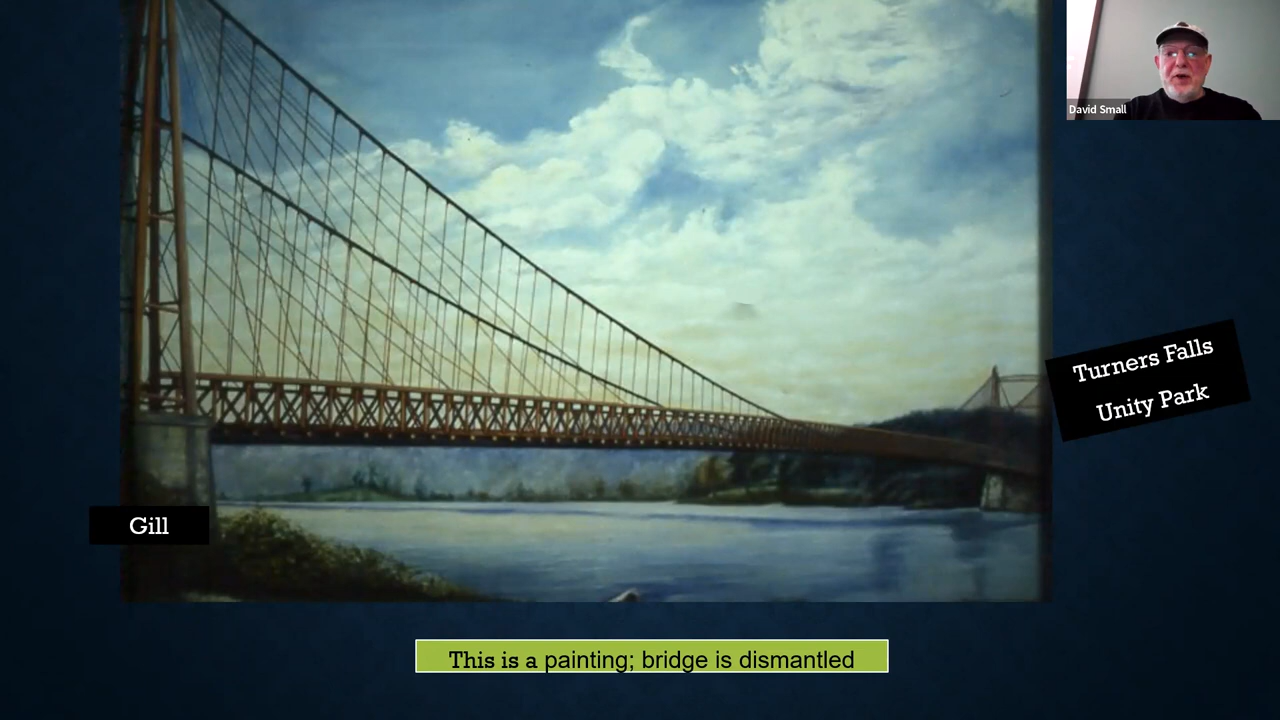 David Small
Turners Falls
Unity Park
Gill
This is a painting; bridge is dismantled